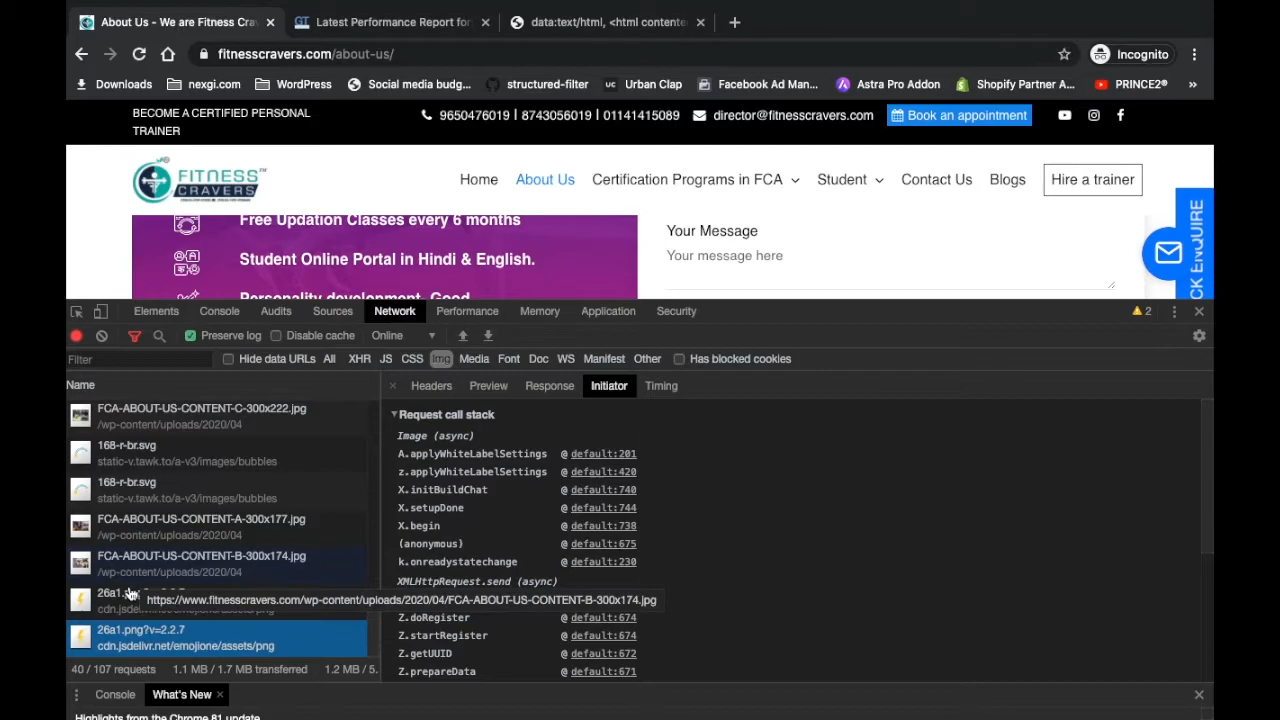 About Us - We are Fitness Cra
Latest Performance Report for
data:text/html, <html contente
fitnesscravers.com/about-us/
Incognito
Downloads
nexgi.com
WordPress
Social media budg...
structured-filter
UC
Urban Clap
Facebook Ad Man...
Astra Pro Addon
Shopify Partner A...
PRINCE2®
»
BECOME A CERTIFIED PERSONAL
TRAINER
9650476019 | 8743056019 | 01141415089
director@fitnesscravers.com
Book an appointment
FITNESS
CRAVERS
Home
About Us
Certification Programs in FCA
Student
Contact Us
Blogs
Hire a trainer
Free Updation Classes every 6 months
Student Online Portal in Hindi & English.
Personality development, Good
Your Message
Your message here
CK ENQUIRE
Elements
Console
Audits
Sources
Network
Performance
Memory
Application
Security
2
Preserve log
Disable cache
Online
Filter
Hide data URLs
All
XHR
JS
CSS
Img
Media
Font
Doc
WS
Manifest
Other
Has blocked cookies
Name
Headers
Preview
Response
Initiator
Timing
FCA-ABOUT-US-CONTENT-C-300x222.jpg
/wp-content/uploads/2020/04
168-r-br.svg
static-v.tawk.to/a-v3/images/bubbles
168-r-br.svg
static-v.tawk.to/a-v3/images/bubbles
FCA-ABOUT-US-CONTENT-A-300x177.jpg
/wp-content/uploads/2020/04
FCA-ABOUT-US-CONTENT-B-300x174.jpg
/wp-content/uploads/2020/04
26a1.
https://www.fitnesscravers.com/wp-content/uploads/2020/04/FCA-ABOUT-US-CONTENT-B-300x174.jpg
26a1.png?v=2.2.7
cdn.jsdelivr.net/emojione/assets/png
40 / 107 requests
1.1 MB / 1.7 MB transferred
1.2 MB / 5.
Request call stack
Image (async)
A.applyWhiteLabelSettings @ default:201
z.applyWhiteLabelSettings @ default:420
X.initBuildChat @ default:740
X.setupDone @ default:744
X.begin @ default:738
(anonymous) @ default:675
k.onreadystatechange @ default:230
XMLHttpRequest.send (async)
Z.doRegister @ default:674
Z.startRegister @ default:674
Z.getUUID @ default:672
Z.prepareData @ default:671
Console
What's New
Highlights from the Chrome 81 update